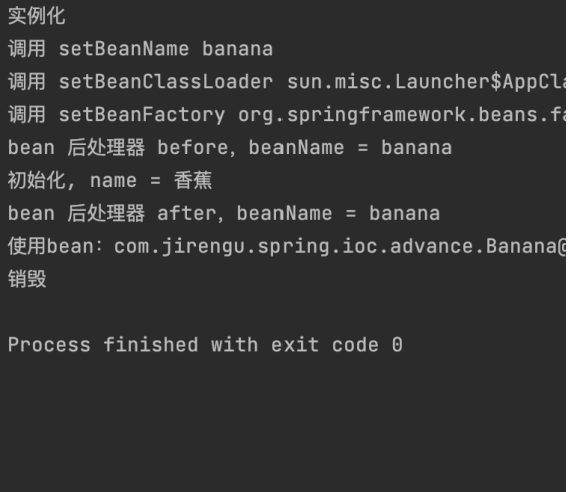 实例化
调用 setBeanName banana
调用 setBeanClassLoader sun.misc.Launcher$AppCla
调用 setBeanFactory org.springframework.beans.fa
bean 后处理器 before，beanName = banana
初始化, name = 香蕉
bean 后处理器 after，beanName = banana
使用bean：com.jirengu.spring.ioc.advance.Banana@
销毁
Process finished with exit code 0